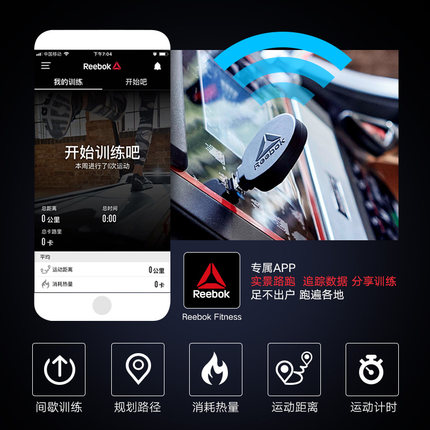 中国移动
下午7:04
Reebok
我的训练
开始吧
开始训练吧
本周进行了0次运动
总距离
总时间
0公里
0:00
总卡路里
0卡
平均
运动距离
0公里
消耗热量
0卡
Reebok
Reebok
Reebok Fitness
专属APP
实景路跑 追踪数据 分享训练
足不出户 跑遍各地
间歇训练
规划路径
消耗热量
运动距离
运动计时